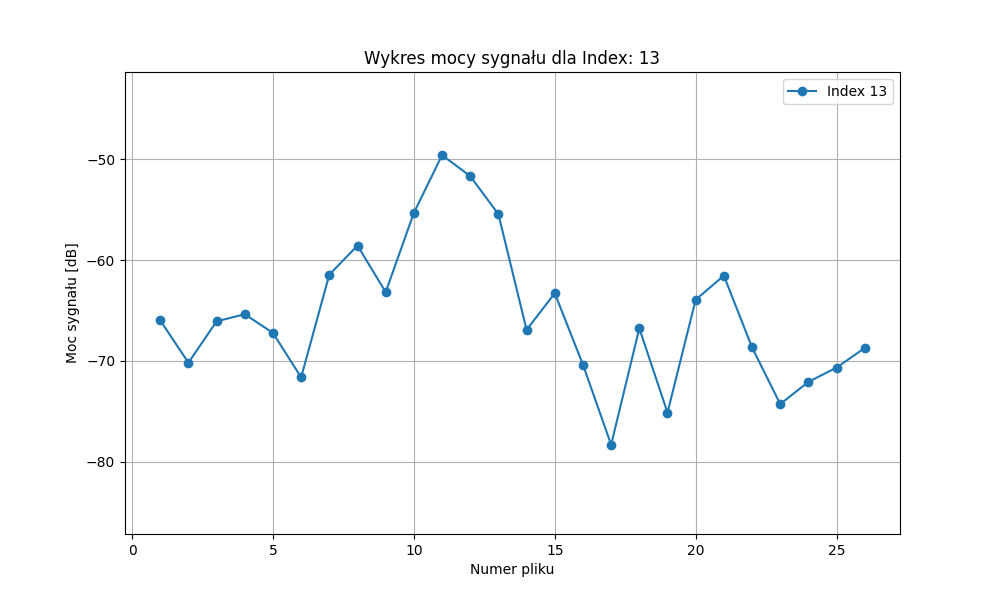 Wykres mocy sygnału dla Index: 13
Index 13
Moc sygnału [dB]
−50
−60
−70
−80
0 5 10 15 20 25
Numer pliku